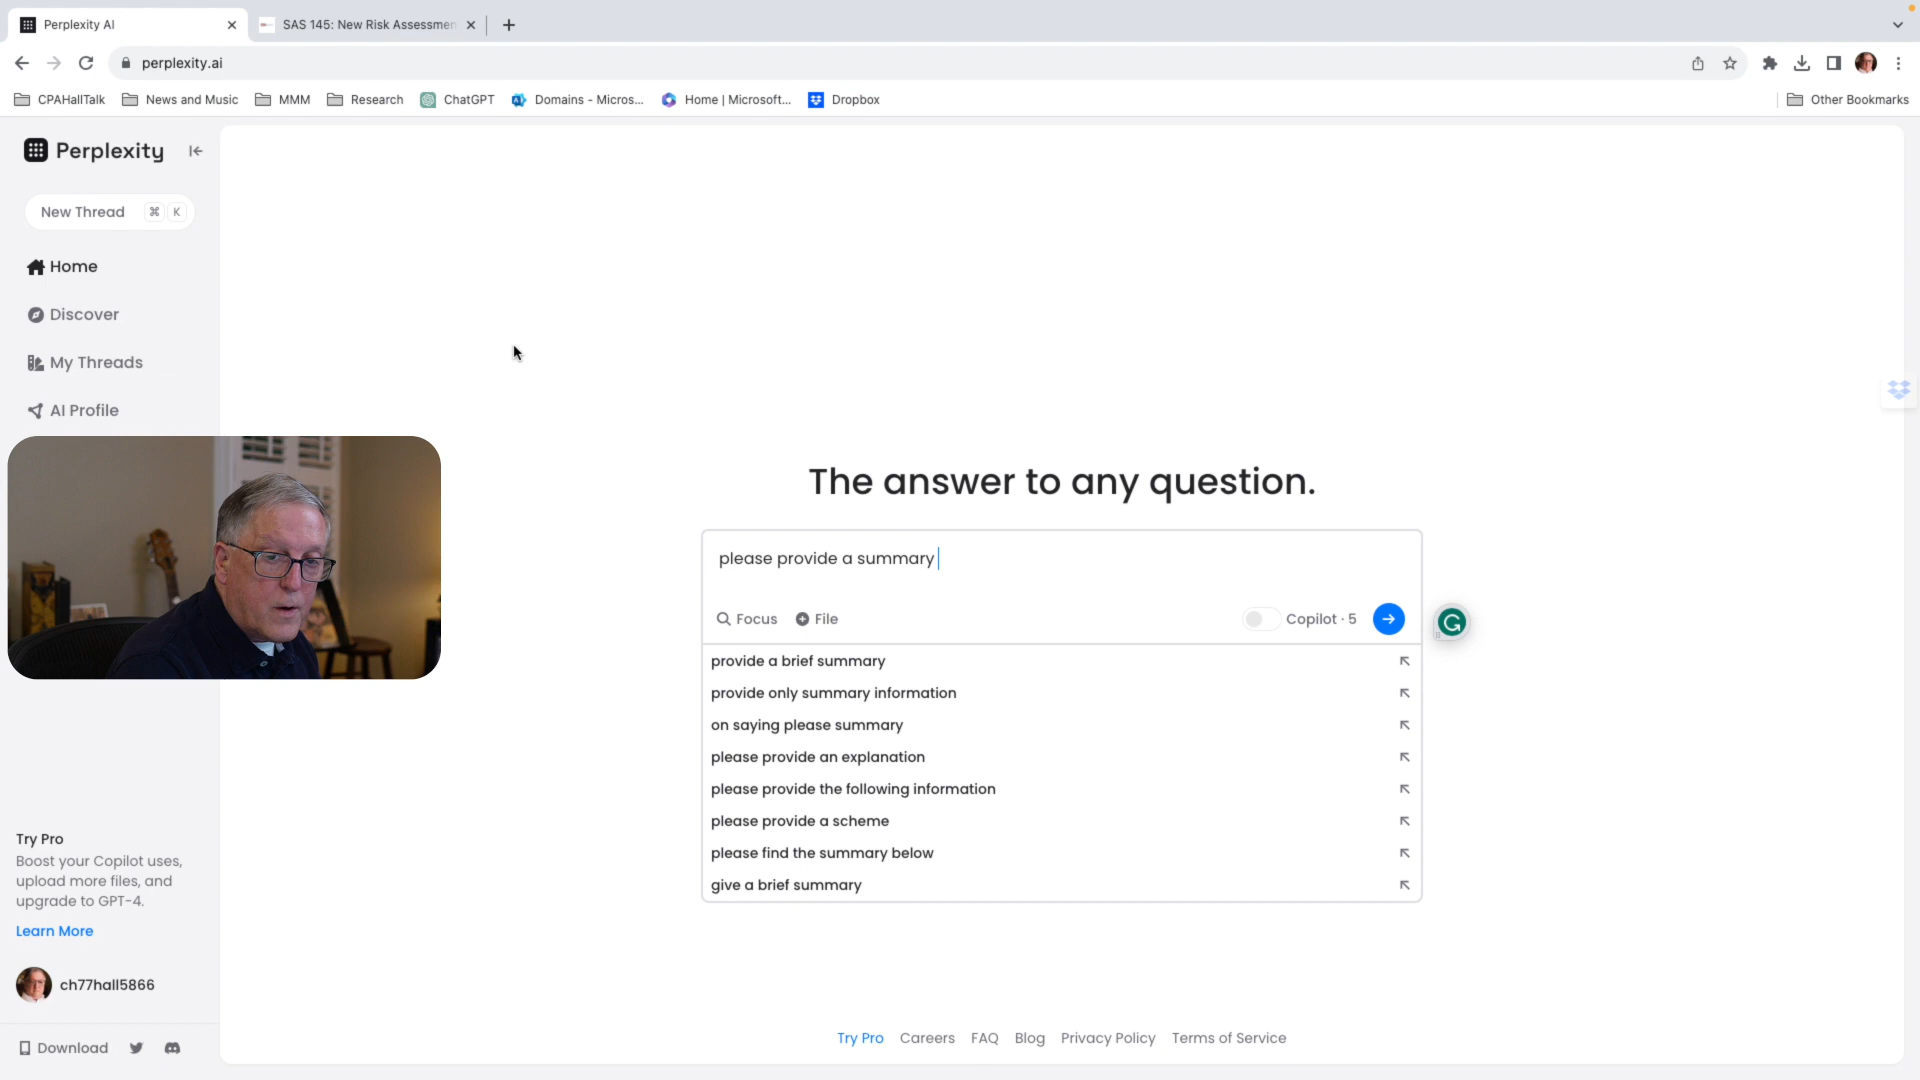 Perplexity AI
SAS 145: New Risk Assessmen
perplexity.ai
CPAHallTalk
News and Music
MMM
Research
ChatGPT
Domains - Micros...
Home | Microsoft...
Dropbox
Other Bookmarks
Perplexity
New Thread ⌘ K
Home
Discover
My Threads
AI Profile
The answer to any question.
please provide a summary
Focus
File
Copilot · 5
provide a brief summary
provide only summary information
on saying please summary
please provide an explanation
please provide the following information
please provide a scheme
please find the summary below
give a brief summary
Try Pro
Boost your Copilot uses,
upload more files, and
upgrade to GPT-4.
Learn More
ch77hall5866
Download
Try Pro Careers FAQ Blog Privacy Policy Terms of Service